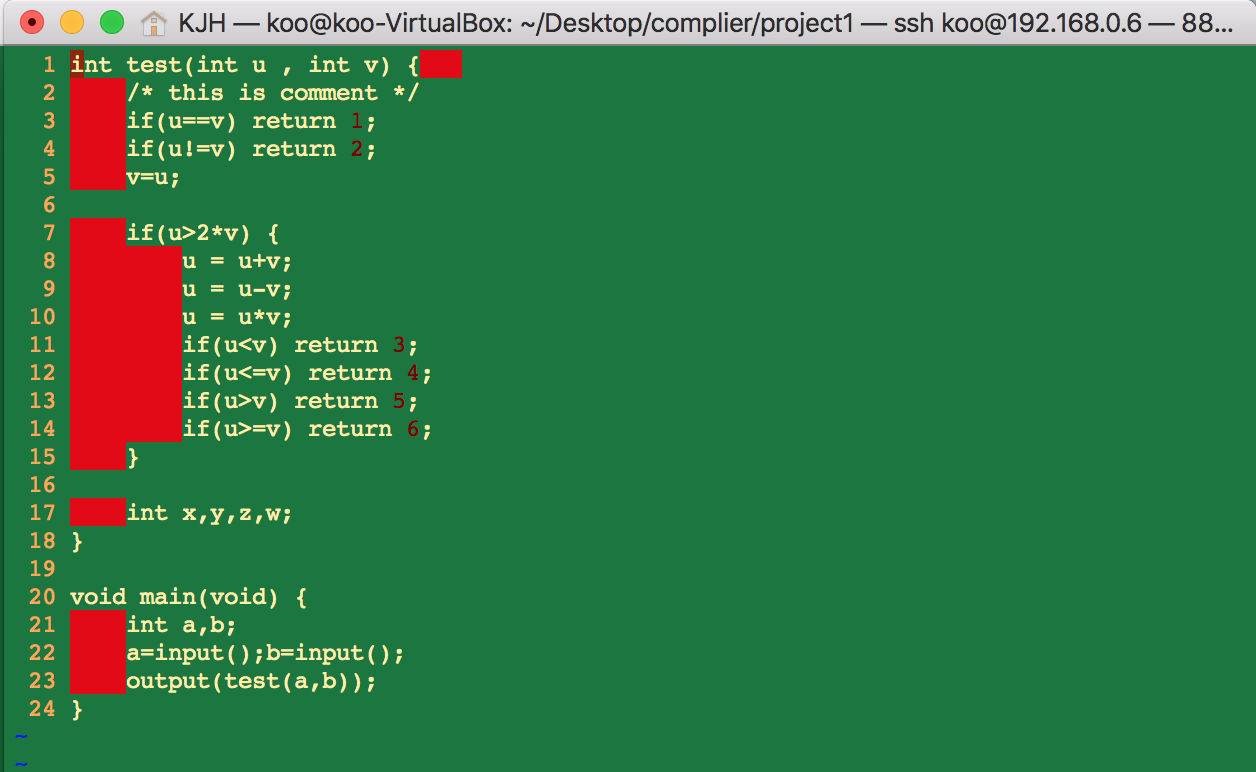 KJH — koo@koo-VirtualBox: ~/Desktop/complier/project1 — ssh koo@192.168.0.6 — 88...
1 int test(int u , int v) {
2 /* this is comment */
3 if(u==v) return 1;
4 if(u!=v) return 2;
5 v=u;
6
7 if(u>2*v) {
8 u = u+v;
9 u = u-v;
10 u = u*v;
11 if(u<v) return 3;
12 if(u<=v) return 4;
13 if(u>v) return 5;
14 if(u>=v) return 6;
15 }
16
17 int x,y,z,w;
18 }
19
20 void main(void) {
21 int a,b;
22 a=input();b=input();
23 output(test(a,b));
24 }
~
~